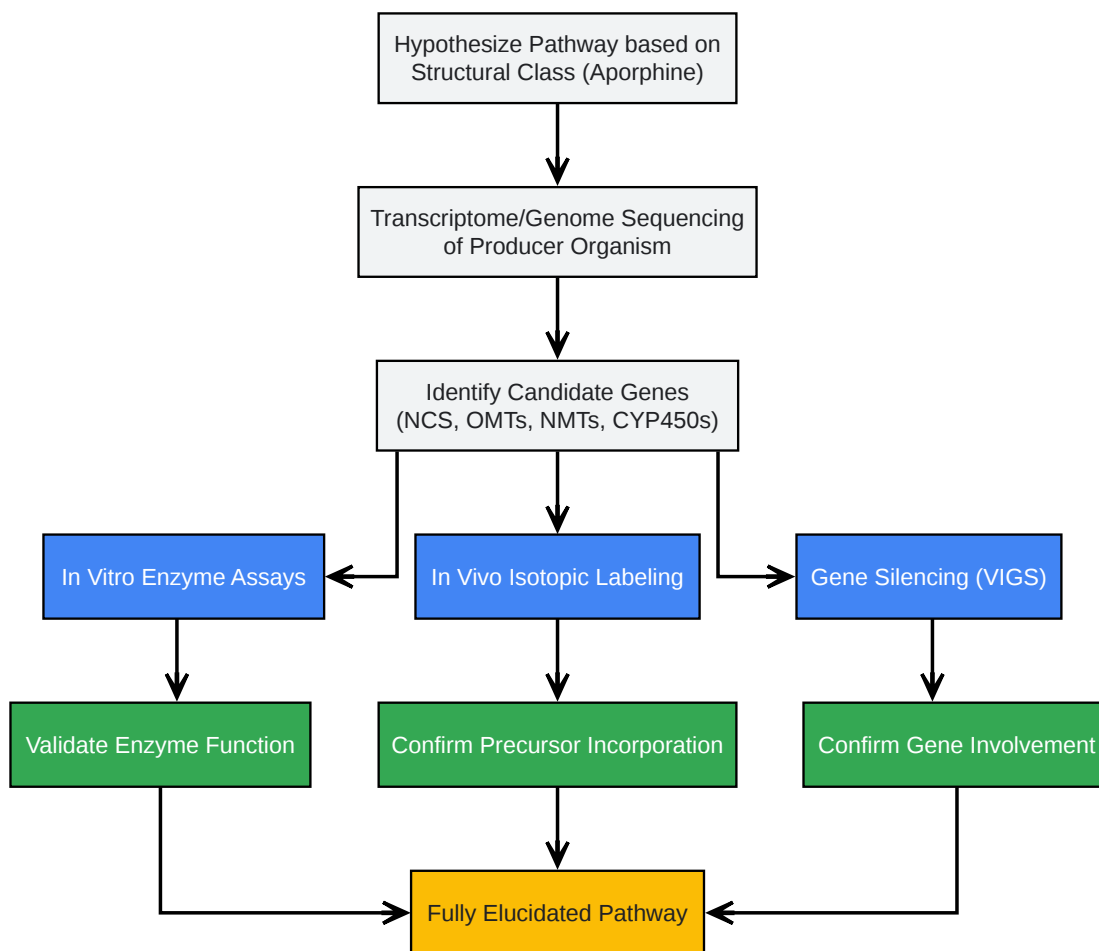 Hypothesize Pathway based on
Structural Class (Aporphine)
Transcriptome/Genome Sequencing
of Producer Organism
Identify Candidate Genes
(NCS, OMTs, NMTs, CYP450s)
In Vitro Enzyme Assays
In Vivo Isotopic Labeling
Gene Silencing (VIGS)
Validate Enzyme Function
Confirm Precursor Incorporation
Confirm Gene Involvement
Fully Elucidated Pathway